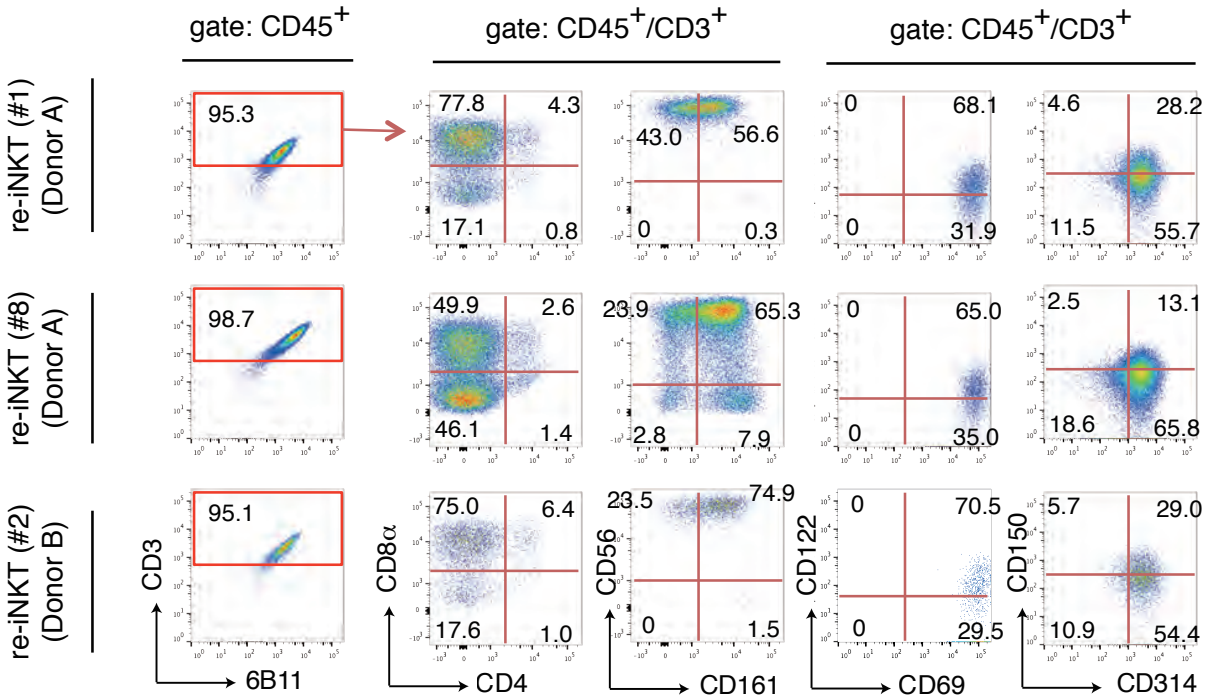 gate: CD45+
gate: CD45+/CD3+
gate: CD45+/CD3+
re-iNKT (#1)
(Donor A)
95.3
77.8 4.3
17.1 0.8
43.0 56.6
0 0.3
0 68.1
0 31.9
4.6 28.2
11.5 55.7
re-iNKT (#8)
(Donor A)
98.7
49.9 2.6
46.1 1.4
23.9 65.3
2.8 7.9
0 65.0
0 35.0
2.5 13.1
18.6 65.8
re-iNKT (#2)
(Donor B)
95.1
75.0 6.4
17.6 1.0
23.5 74.9
0 1.5
0 70.5
0 29.5
5.7 29.0
10.9 54.4
CD3
6B11
CD8α
CD4
CD56
CD161
CD122
CD69
CD150
CD314